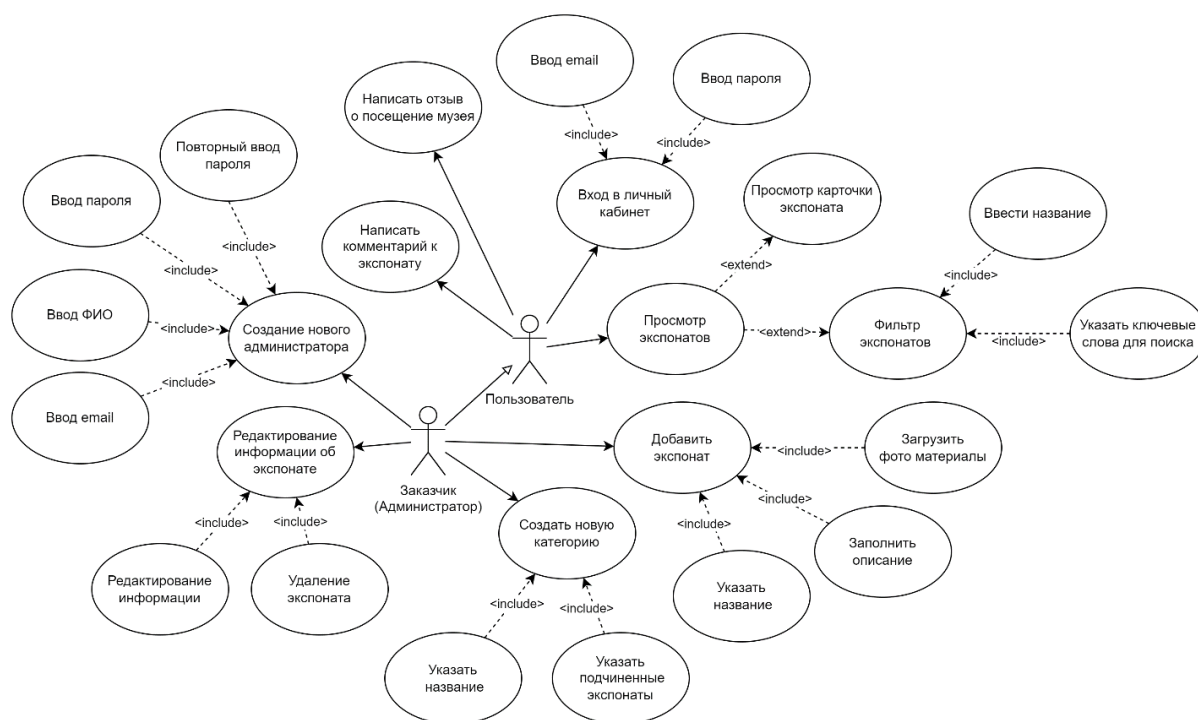 Ввод email
Ввод пароля
Написать отзыв
о посещение музея
<include>
<include>
Повторный ввод
пароля
Ввод пароля
Вход в личный
кабинет
Просмотр карточки
экспоната
Ввести название
Написать
комментарий к
экспонату
<include>
<include>
<extend>
<include>
Ввод ФИО
<include>
Создание нового
администратора
Просмотр
экспонатов
<extend>
Фильтр
экспонатов
<include>
Указать ключевые
слова для поиска
<include>
Ввод email
Пользователь
Редактирование
информации об
экспонате
Заказчик
(Администратор)
Добавить
экспонат
<include>
Загрузить
фото материалы
<include>
<include>
Создать новую
категорию
<include>
<include>
Заполнить
описание
Редактирование
информации
Удаление
экспоната
Указать
название
<include>
<include>
Указать
название
Указать
подчиненные
экспонаты